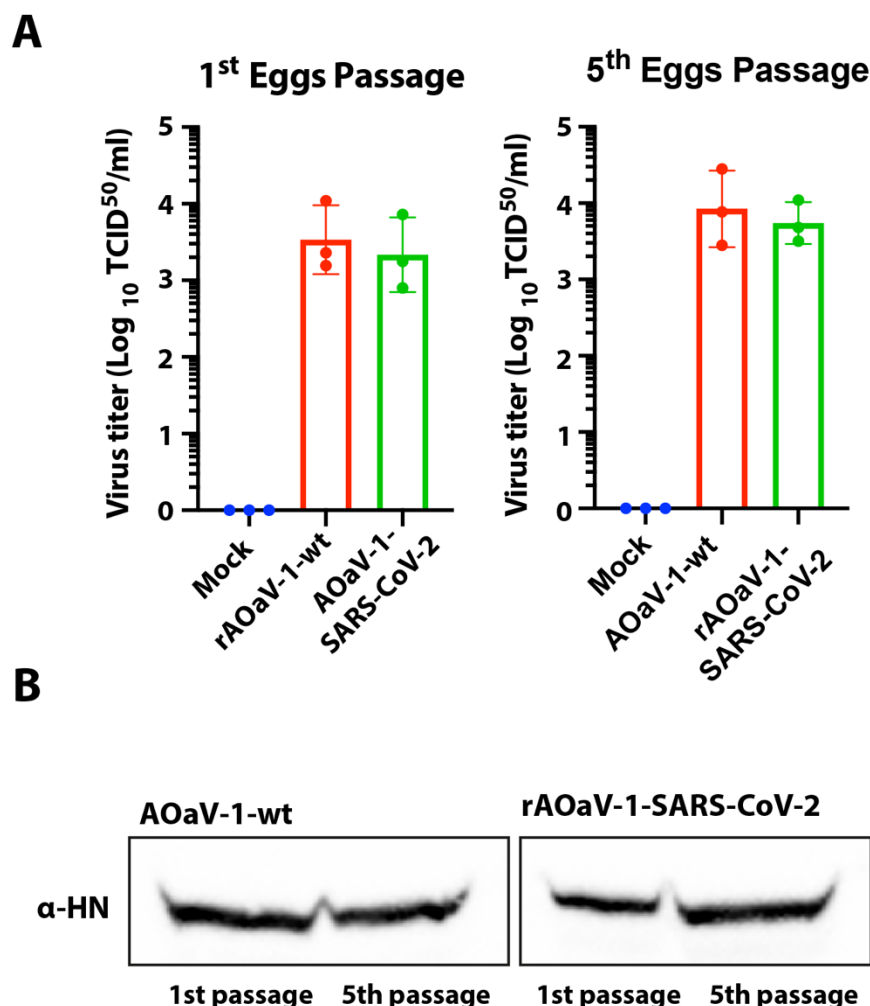 A
1st Eggs Passage
Virus titer (Log 10 TCID50/ml)
5
4
3
2
1
0
Mock
rAOaV-1-wt
AOaV-1-
SARS-CoV-2
5th Eggs Passage
Virus titer (Log 10 TCID50/ml)
5
4
3
2
1
0
Mock
AOaV-1-wt
rAOaV-1-
SARS-CoV-2
B
AOaV-1-wt
rAOaV-1-SARS-CoV-2
α-HN
1st passage 5th passage
1st passage 5th passage